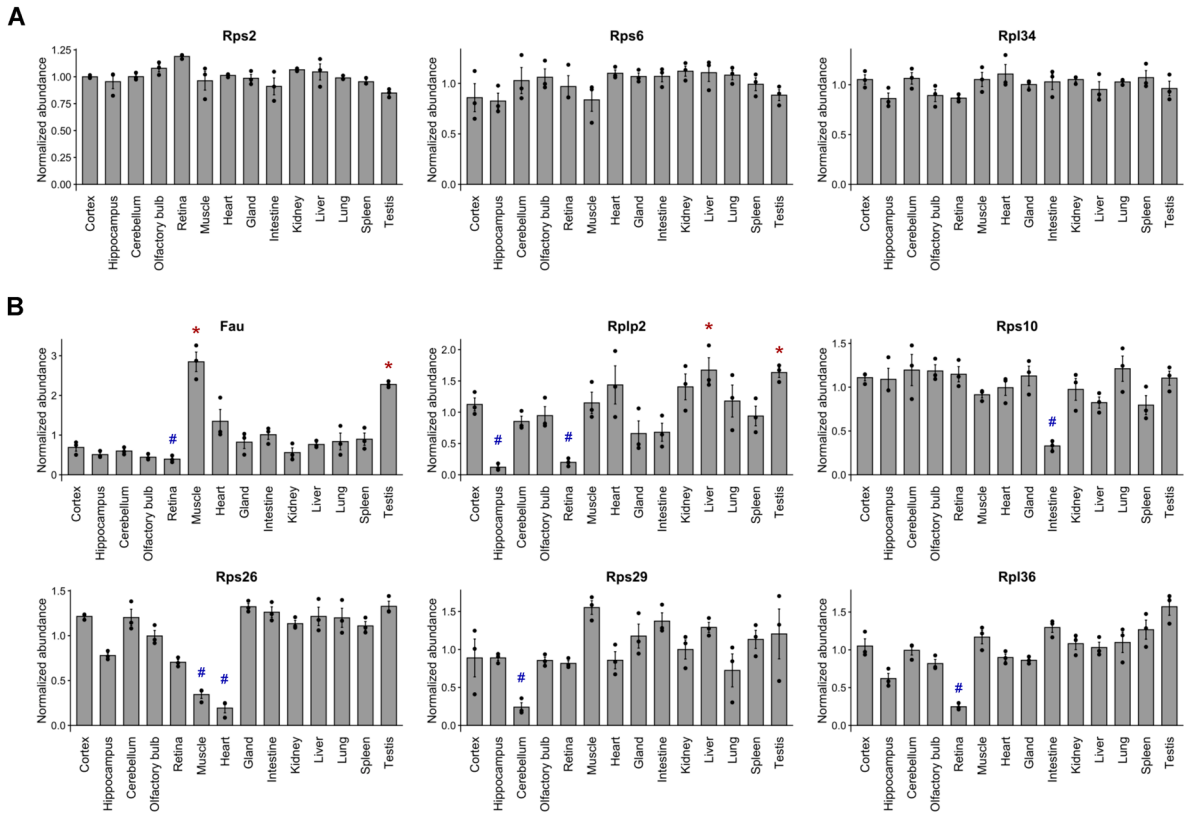 A
Rps2
Normalized abundance
1.25
1.00
0.75
0.50
0.25
0.00
Cortex
Hippocampus
Cerebellum
Olfactory bulb
Retina
Muscle
Heart
Gland
Intestine
Kidney
Liver
Lung
Spleen
Testis
Rps6
Normalized abundance
1.0
0.5
0.0
Cortex
Hippocampus
Cerebellum
Olfactory bulb
Retina
Muscle
Heart
Gland
Intestine
Kidney
Liver
Lung
Spleen
Testis
Rpl34
Normalized abundance
1.0
0.5
0.0
Cortex
Hippocampus
Cerebellum
Olfactory bulb
Retina
Muscle
Heart
Gland
Intestine
Kidney
Liver
Lung
Spleen
Testis
B
Fau
Normalized abundance
3
2
1
0
#
*
*
Cortex
Hippocampus
Cerebellum
Olfactory bulb
Retina
Muscle
Heart
Gland
Intestine
Kidney
Liver
Lung
Spleen
Testis
Rplp2
Normalized abundance
2.0
1.5
1.0
0.5
0.0
#
#
*
*
Cortex
Hippocampus
Cerebellum
Olfactory bulb
Retina
Muscle
Heart
Gland
Intestine
Kidney
Liver
Lung
Spleen
Testis
Rps10
Normalized abundance
1.5
1.0
0.5
0.0
#
Cortex
Hippocampus
Cerebellum
Olfactory bulb
Retina
Muscle
Heart
Gland
Intestine
Kidney
Liver
Lung
Spleen
Testis
Rps26
Normalized abundance
1.5
1.0
0.5
0.0
#
#
Cortex
Hippocampus
Cerebellum
Olfactory bulb
Retina
Muscle
Heart
Gland
Intestine
Kidney
Liver
Lung
Spleen
Testis
Rps29
Normalized abundance
1.5
1.0
0.5
0.0
#
Cortex
Hippocampus
Cerebellum
Olfactory bulb
Retina
Muscle
Heart
Gland
Intestine
Kidney
Liver
Lung
Spleen
Testis
Rpl36
Normalized abundance
1.5
1.0
0.5
0.0
#
Cortex
Hippocampus
Cerebellum
Olfactory bulb
Retina
Muscle
Heart
Gland
Intestine
Kidney
Liver
Lung
Spleen
Testis